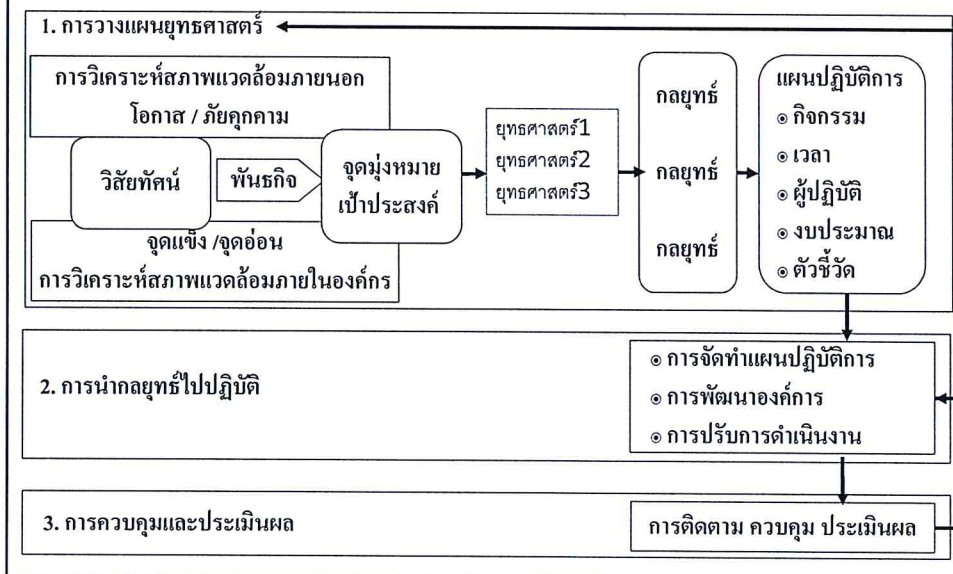 1. การวางแผนยุทธศาสตร์
การวิเคราะห์สภาพแวดล้อมภายนอก
โอกาส / ภัยคุกคาม
วิสัยทัศน์
พันธกิจ
จุดมุ่งหมาย
เป้าประสงค์
จุดแข็ง /จุดอ่อน
การวิเคราะห์สภาพแวดล้อมภายในองค์กร
ยุทธศาสตร์1
ยุทธศาสตร์2
ยุทธศาสตร์3
กลยุทธ์
กลยุทธ์
กลยุทธ์
แผนปฏิบัติการ
๏ กิจกรรม
๏ เวลา
๏ ผู้ปฏิบัติ
๏ งบประมาณ
๏ ตัวชี้วัด
2. การนำกลยุทธ์ไปปฏิบัติ
๏ การจัดทำแผนปฏิบัติการ
๏ การพัฒนาองค์การ
๏ การปรับการดำเนินงาน
3. การควบคุมและประเมินผล
การติดตาม ควบคุม ประเมินผล